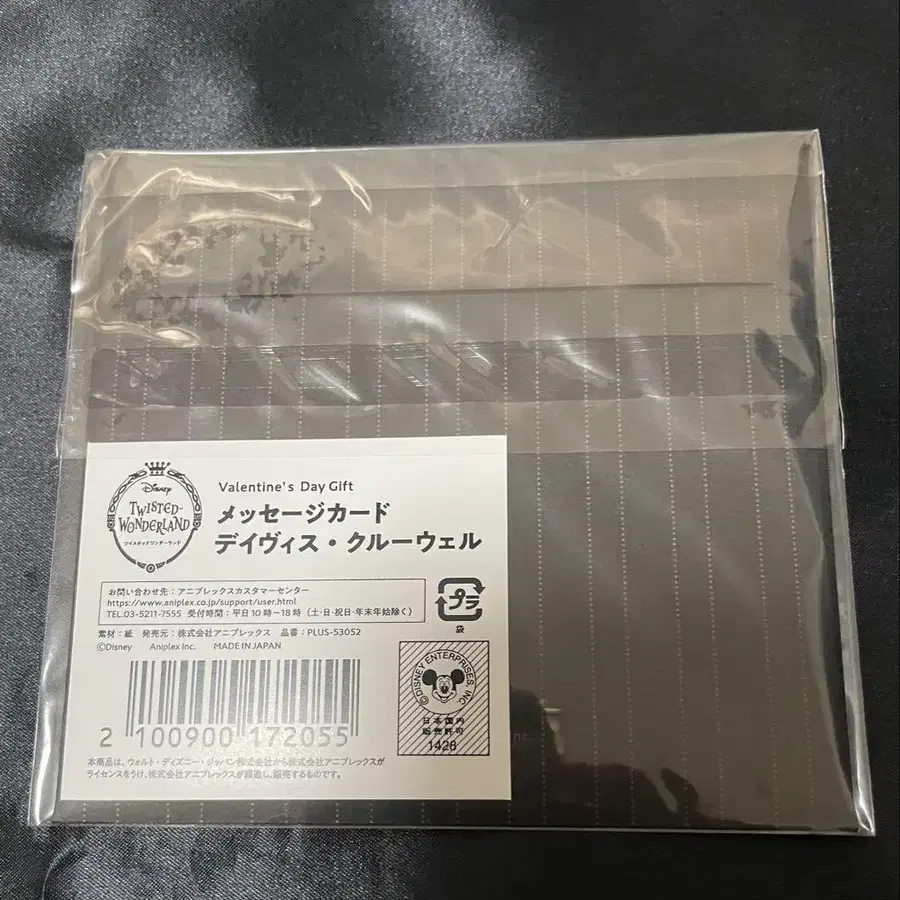 Disney
TWISTED-
WONDERLAND
ツイステッドワンダーランド
Valentine's Day Gift
メッセージカード
デイヴィス・クルーウェル
お問い合わせ先：アニプレックスカスタマーセンター
https://www.aniplex.co.jp/support/user.html
TEL.03-5211-7555 受付時間：平日10時〜18時（土・日・祝日・年末年始除く）
素材：紙 発売元：株式会社アニプレックス 品番：PLUS-53052
©Disney Aniplex Inc. MADE IN JAPAN
プラ
袋
©DISNEY ENTERPRISES, INC.
日本国内
販売許可
1428
2 100900 172055
本商品は、ウォルト・ディズニー・ジャパン株式会社から株式会社アニプレックスが
ライセンスをうけ、株式会社アニプレックスが製造し、販売するものです。